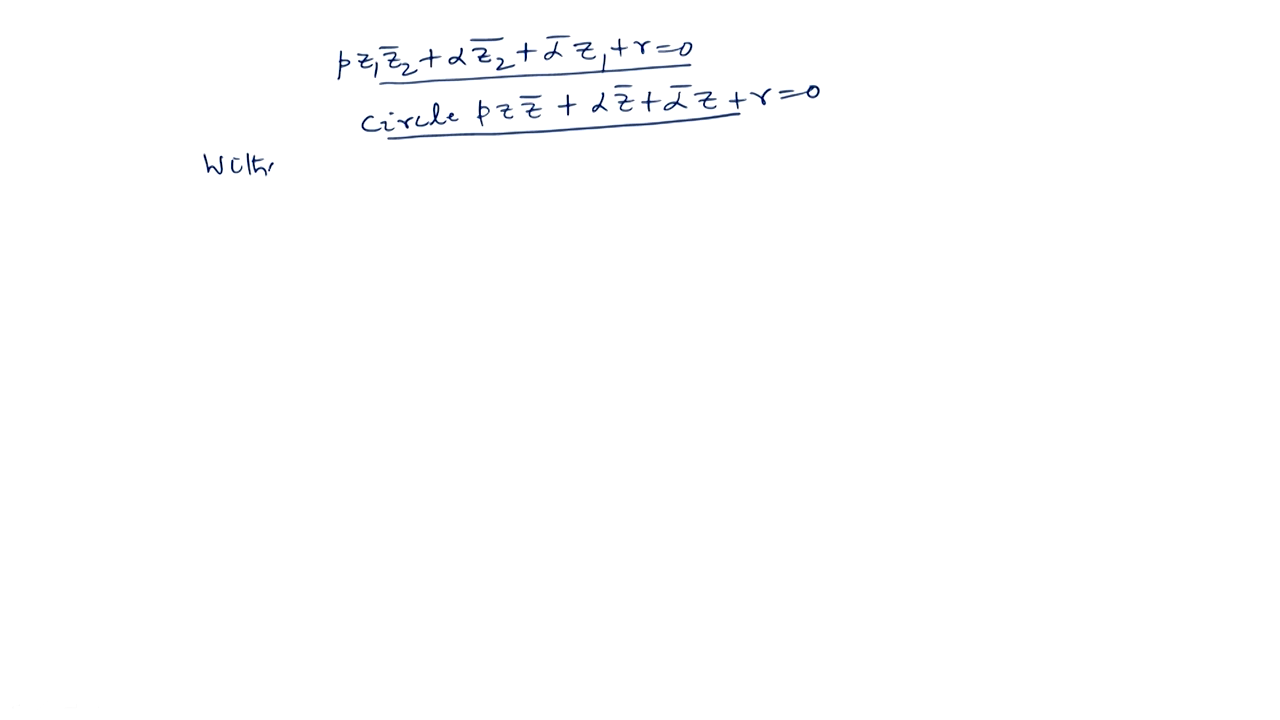 pz₁z̄₂ + αz̄₂ + ᾱz₁ + r = 0
circle pzz̄ + αz̄ + ᾱz + r = 0